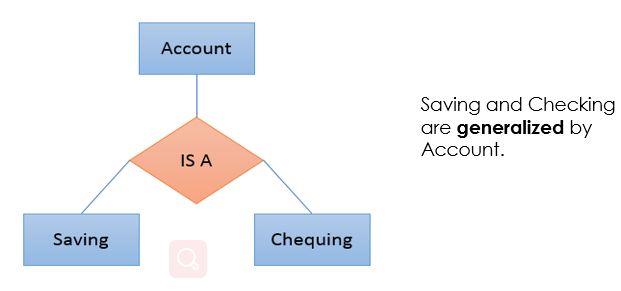 Account
IS A
Saving
Chequing
Saving and Checking
are generalized by
Account.